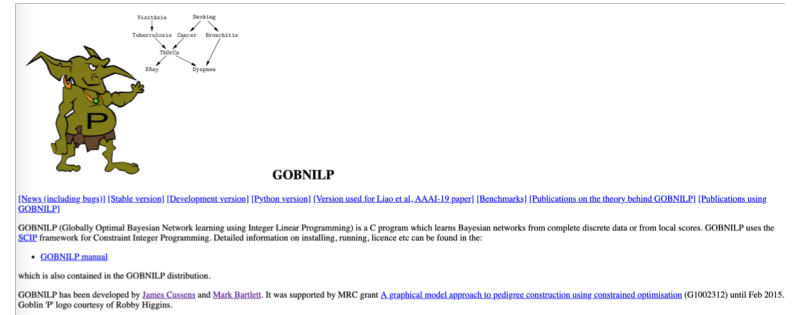 VisitAsia Smoking
Tuberculosis Cancer Bronchitis
TbOrCa
XRay Dyspnea
P
GOBNILP
[News (including bugs)] [Stable version] [Development version] [Python version] [Version used for Liao et al, AAAI-19 paper] [Benchmarks] [Publications on the theory behind GOBNILP] [Publications using
GOBNILP]
GOBNILP (Globally Optimal Bayesian Network learning using Integer Linear Programming) is a C program which learns Bayesian networks from complete discrete data or from local scores. GOBNILP uses the
SCIP framework for Constraint Integer Programming. Detailed information on installing, running, licence etc can be found in the:
• GOBNILP manual
which is also contained in the GOBNILP distribution.
GOBNILP has been developed by James Cussens and Mark Bartlett. It was supported by MRC grant A graphical model approach to pedigree construction using constrained optimisation (G1002312) until Feb 2015.
Goblin 'P' logo courtesy of Robby Higgins.